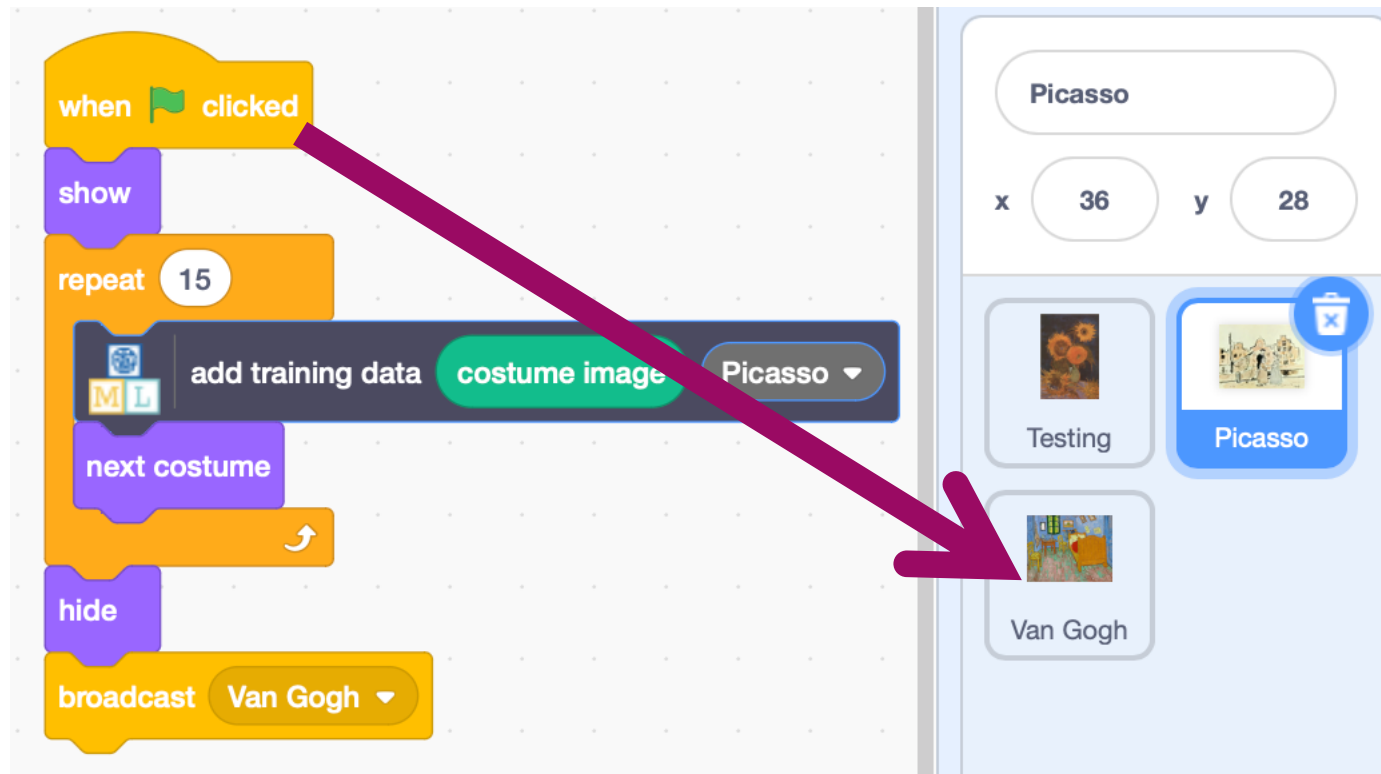 when clicked
show
repeat 15
ML add training data costume image Picasso
next costume
hide
broadcast Van Gogh
Picasso
x 36 y 28
Testing Picasso
Van Gogh